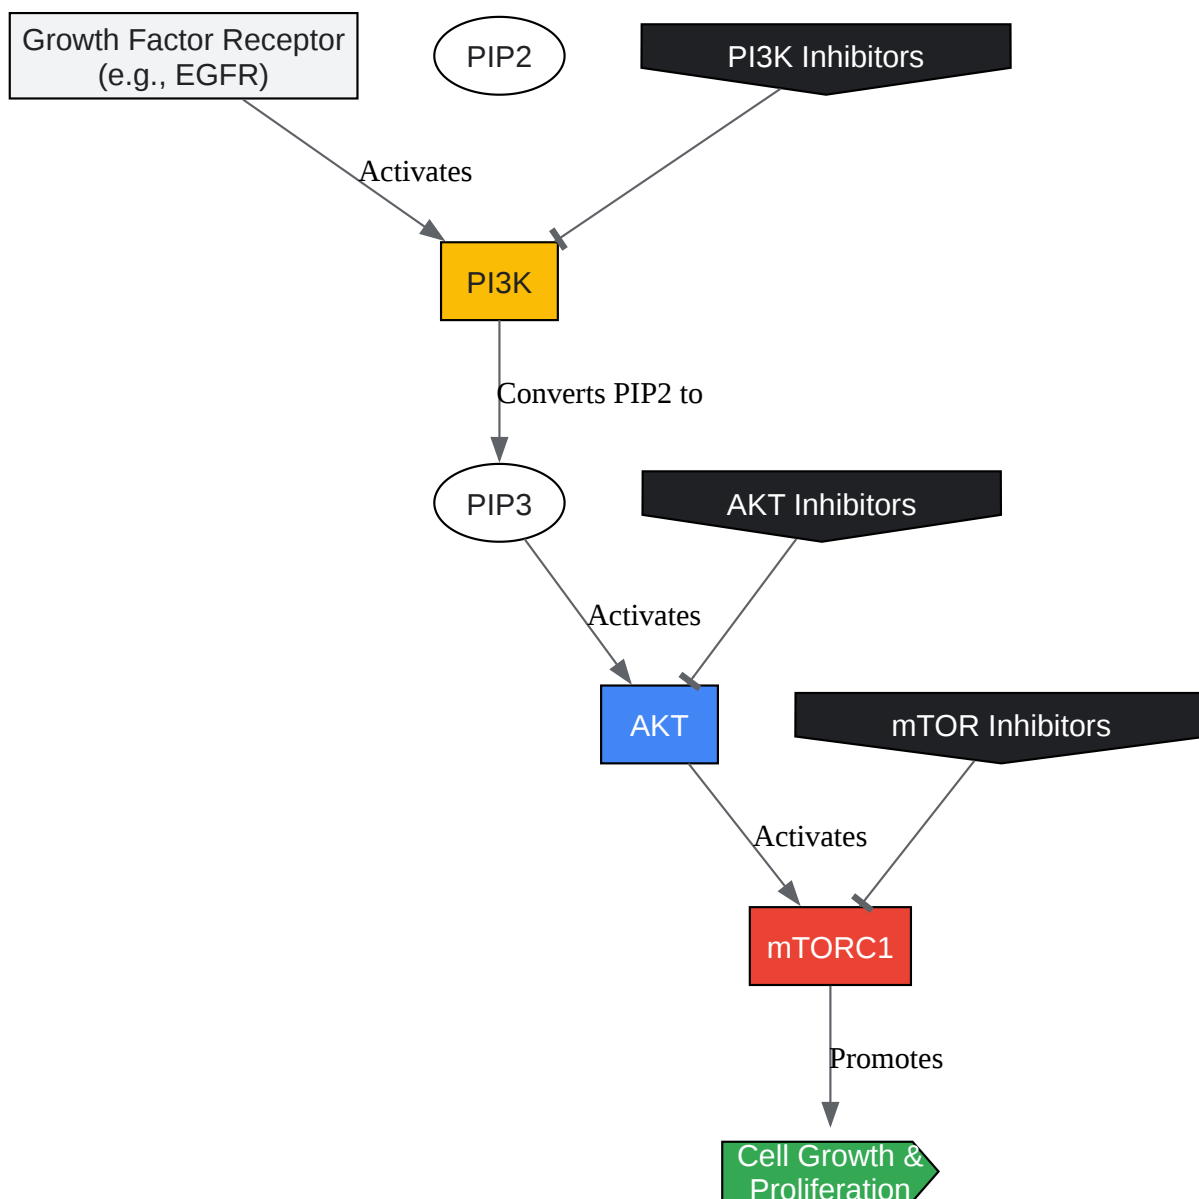 Growth Factor Receptor
(e.g., EGFR)
PIP2
PI3K Inhibitors
Activates
PI3K
Converts PIP2 to
PIP3
AKT Inhibitors
Activates
AKT
mTOR Inhibitors
Activates
mTORC1
Promotes
Cell Growth &
Proliferation